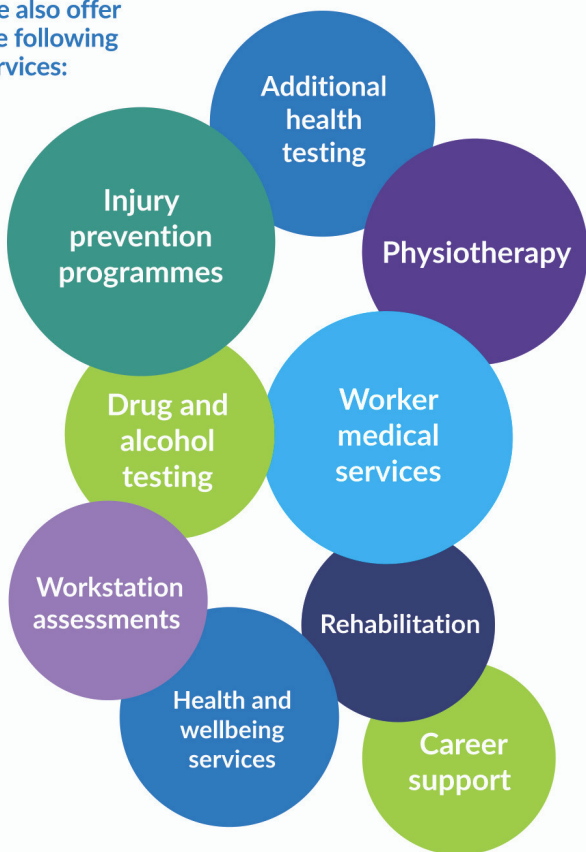 e also offer
e following
rvices:
Additional
health
testing
Injury
prevention
programmes
Physiotherapy
Drug and
alcohol
testing
Worker
medical
services
Workstation
assessments
Rehabilitation
Health and
wellbeing
services
Career
support